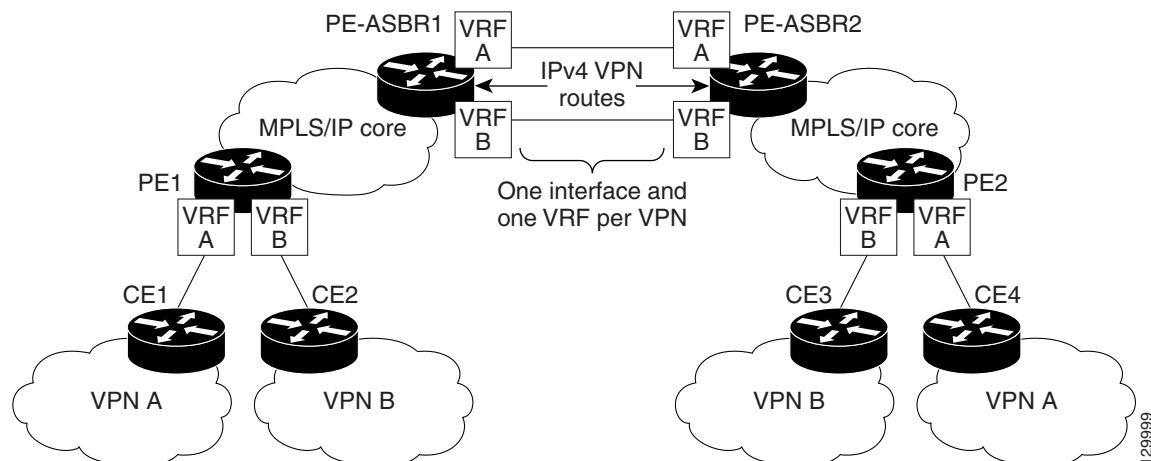 PE-ASBR1
PE-ASBR2
VRF
A
VRF
A
IPv4 VPN
routes
VRF
B
VRF
B
MPLS/IP core
MPLS/IP core
One interface and
one VRF per VPN
PE1
PE2
VRF
A
VRF
B
VRF
B
VRF
A
CE1
CE2
CE3
CE4
VPN A
VPN B
VPN B
VPN A
129999